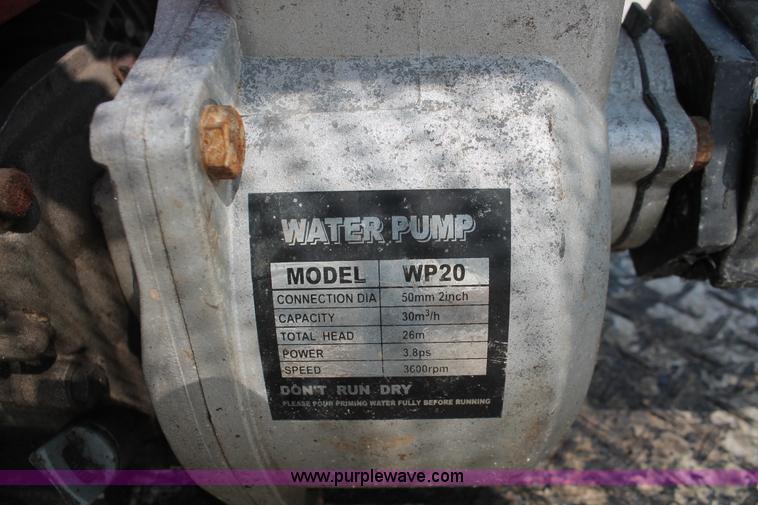 WATER PUMP
MODEL WP20
CONNECTION DIA 50mm 2inch
CAPACITY 30m³/h
TOTAL HEAD 26m
POWER 3.8ps
SPEED 3600rpm
DON'T RUN DRY
PLEASE POUR PRIMING WATER FULLY BEFORE RUNNING
www.purplewave.com